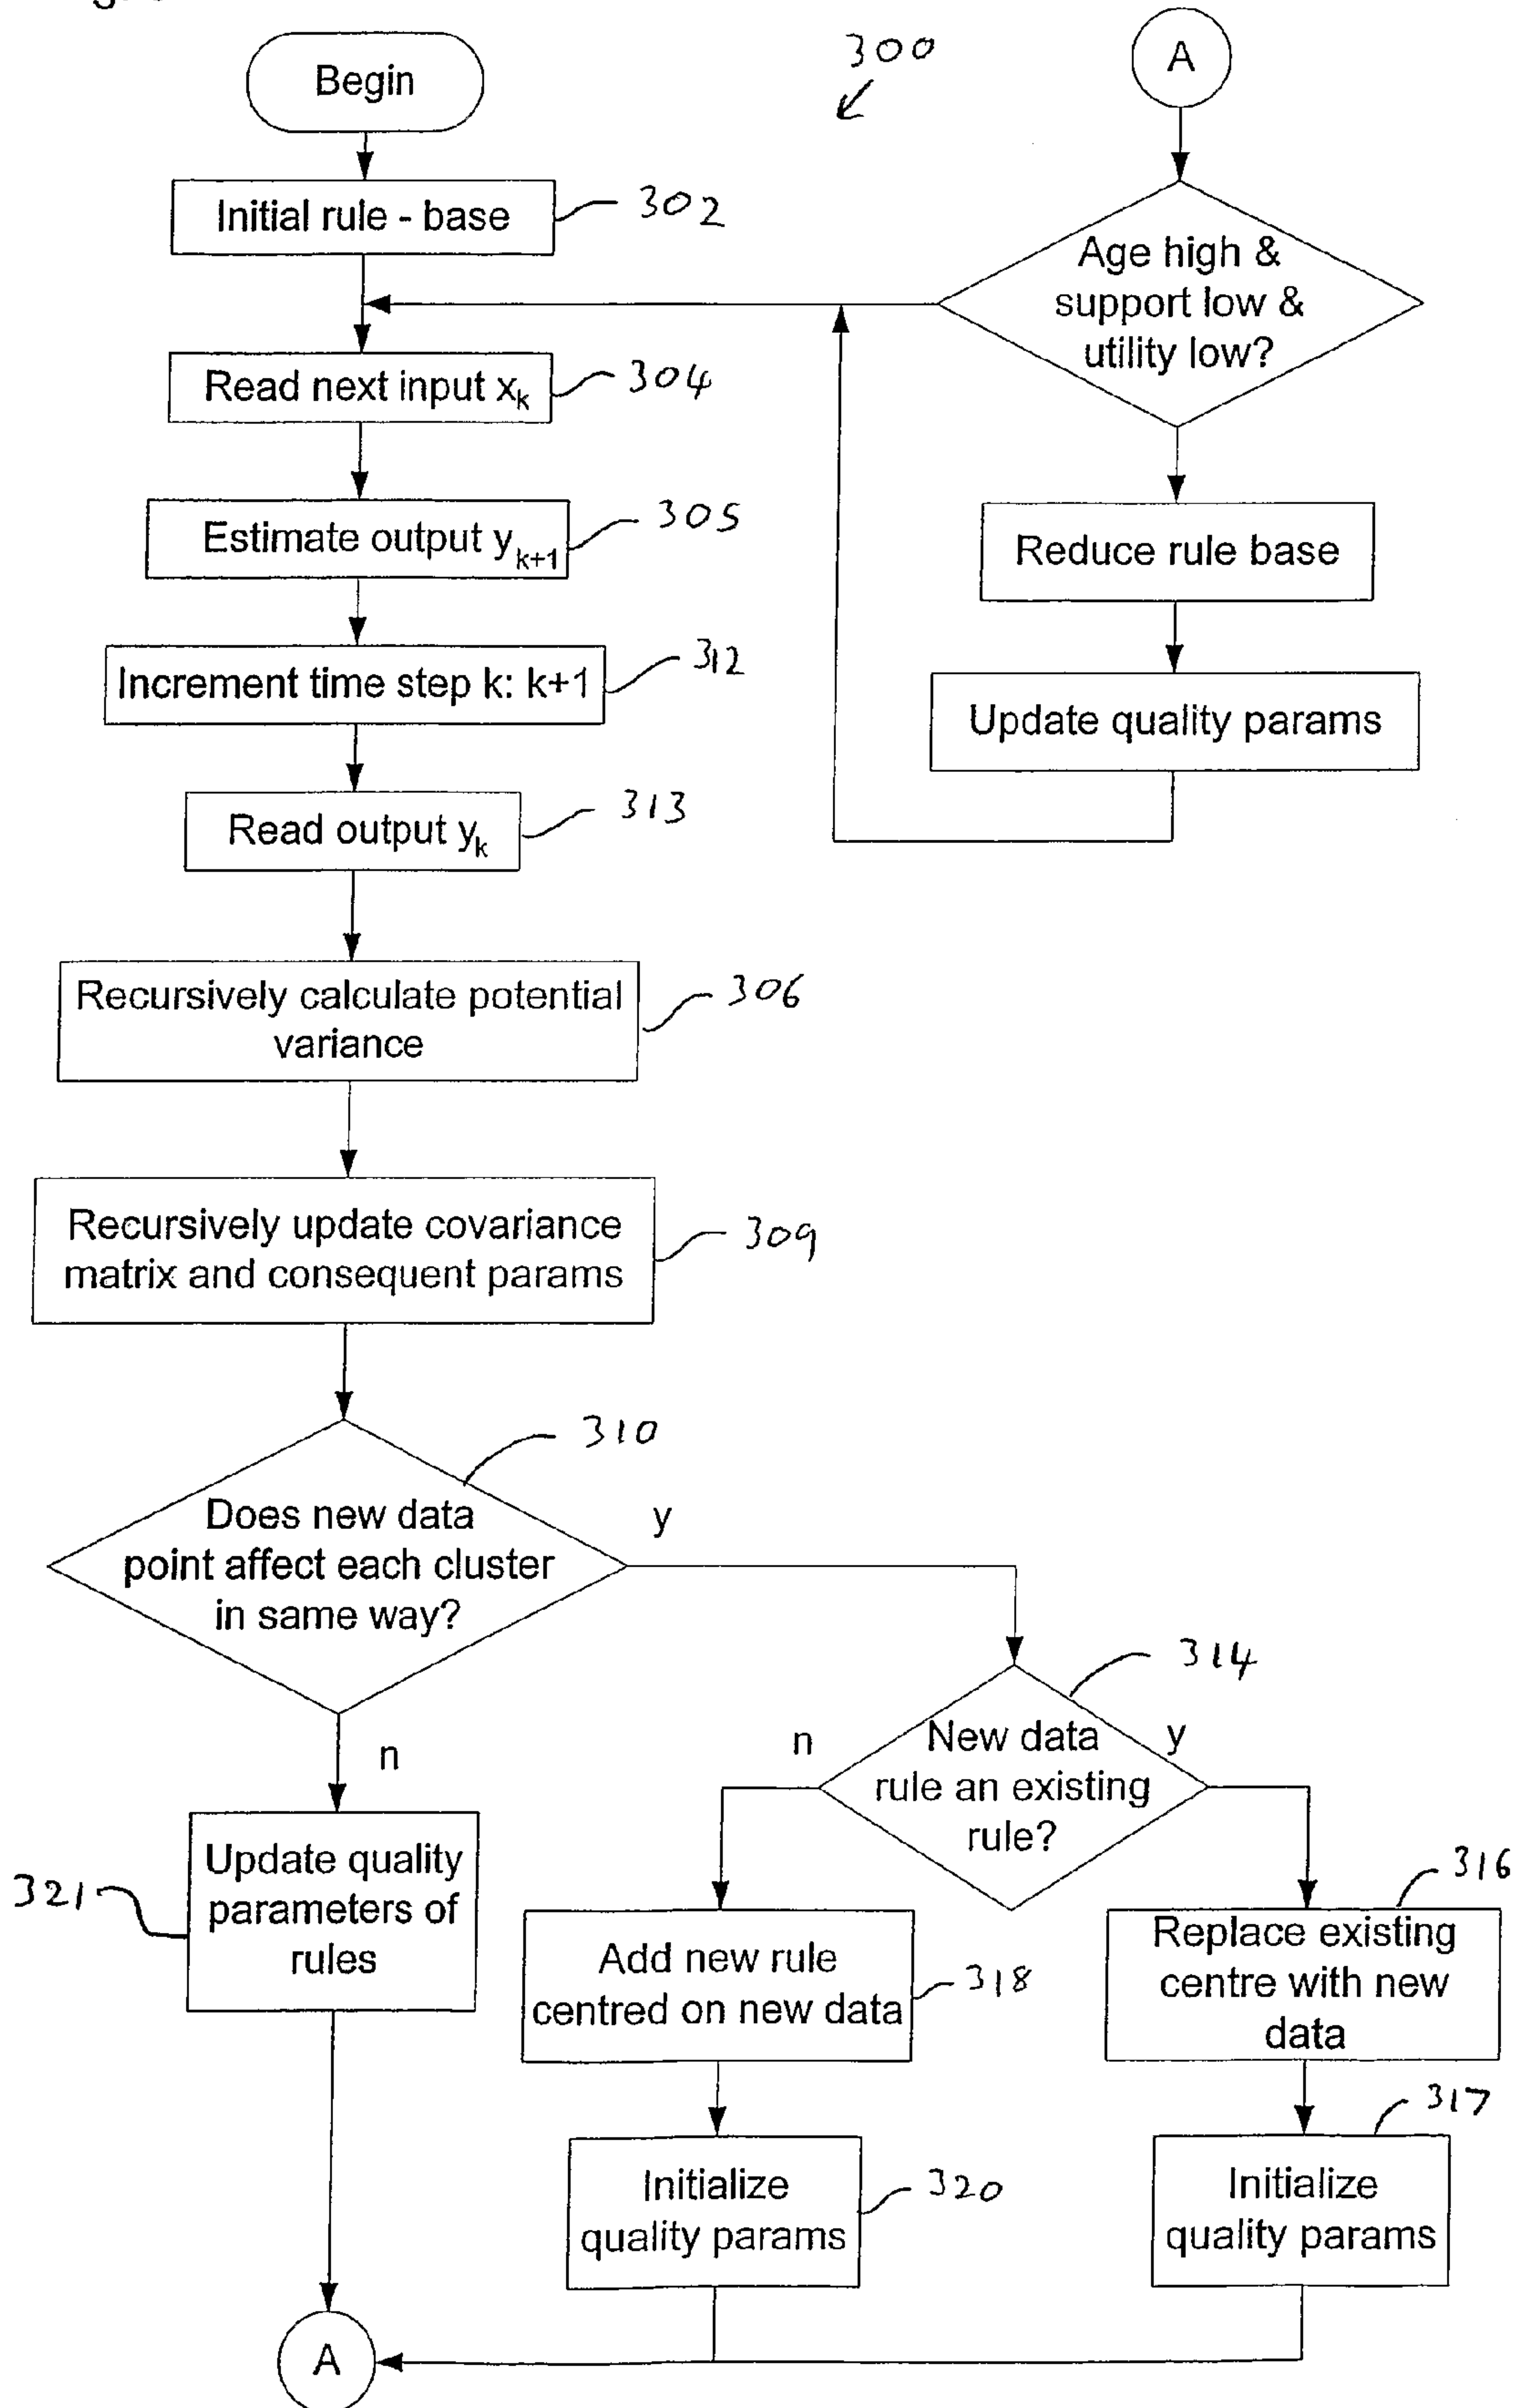 Begin
Initial rule - base
302
Read next input xk
304
Estimate output yk+1
305
Increment time step k: k+1
312
Read output yk
313
Recursively calculate potential
variance
306
Recursively update covariance
matrix and consequent params
309
Does new data
point affect each cluster
in same way?
310
y
n
Update quality
parameters of
rules
321
New data
rule an existing
rule?
314
n
y
Add new rule
centred on new data
318
Initialize
quality params
320
Replace existing
centre with new
data
316
Initialize
quality params
317
A
300
A
Age high &
support low &
utility low?
Reduce rule base
Update quality params